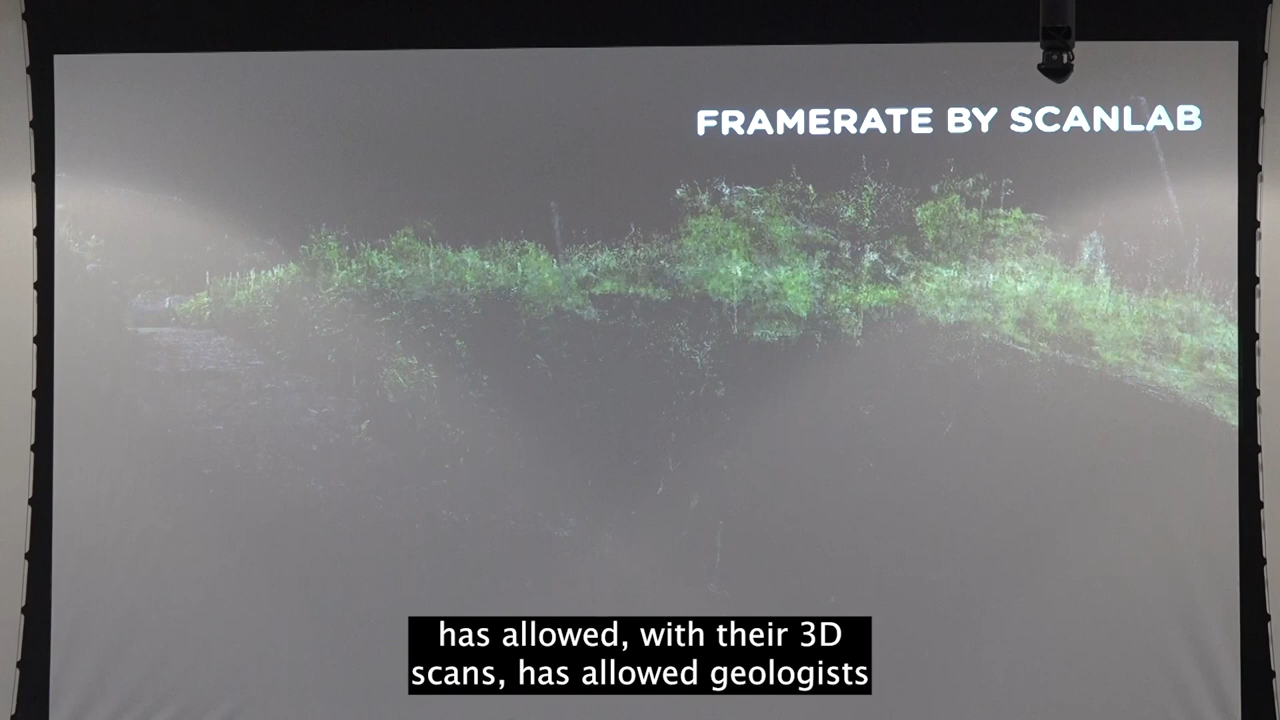 FRAMERATE BY SCANLAB
has allowed, with their 3D
scans, has allowed geologists